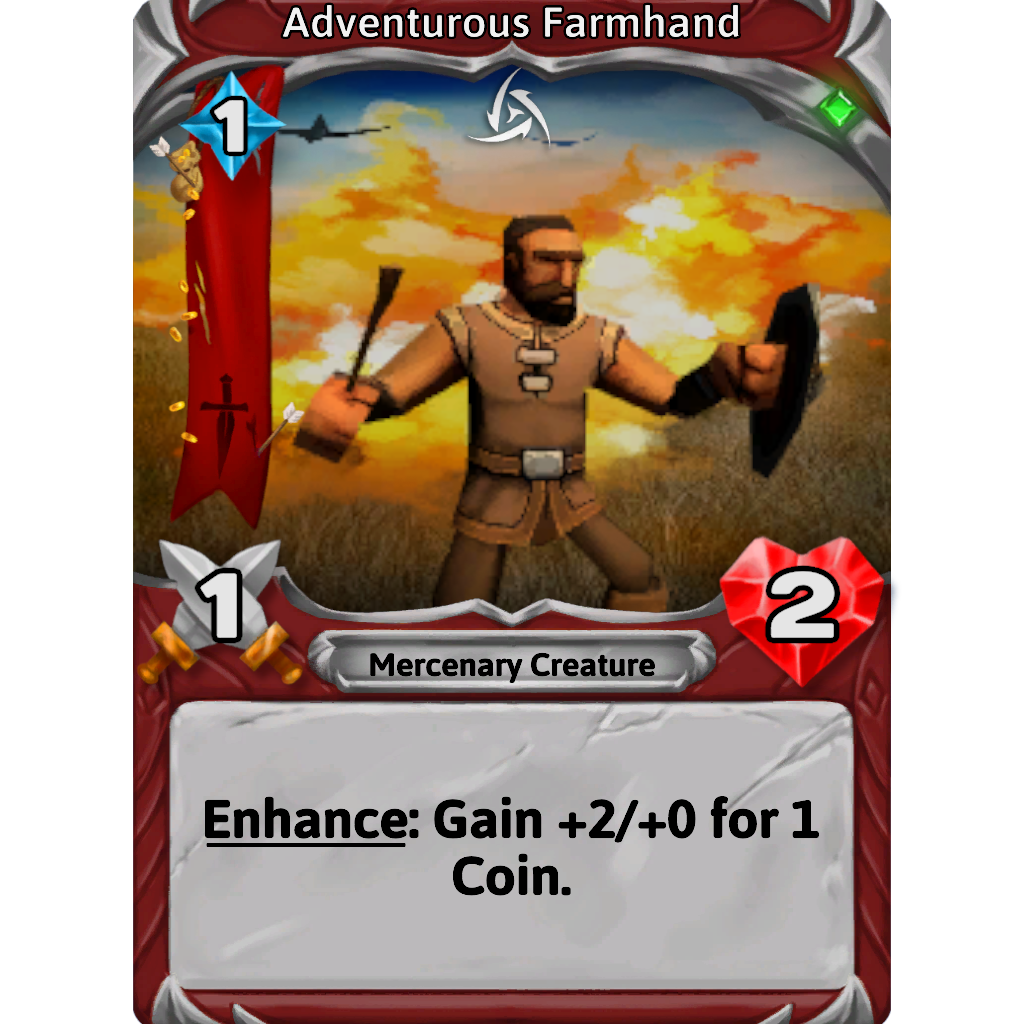 Adventurous Farmhand
1
1
2
Mercenary Creature
Enhance: Gain +2/+0 for 1
Coin.